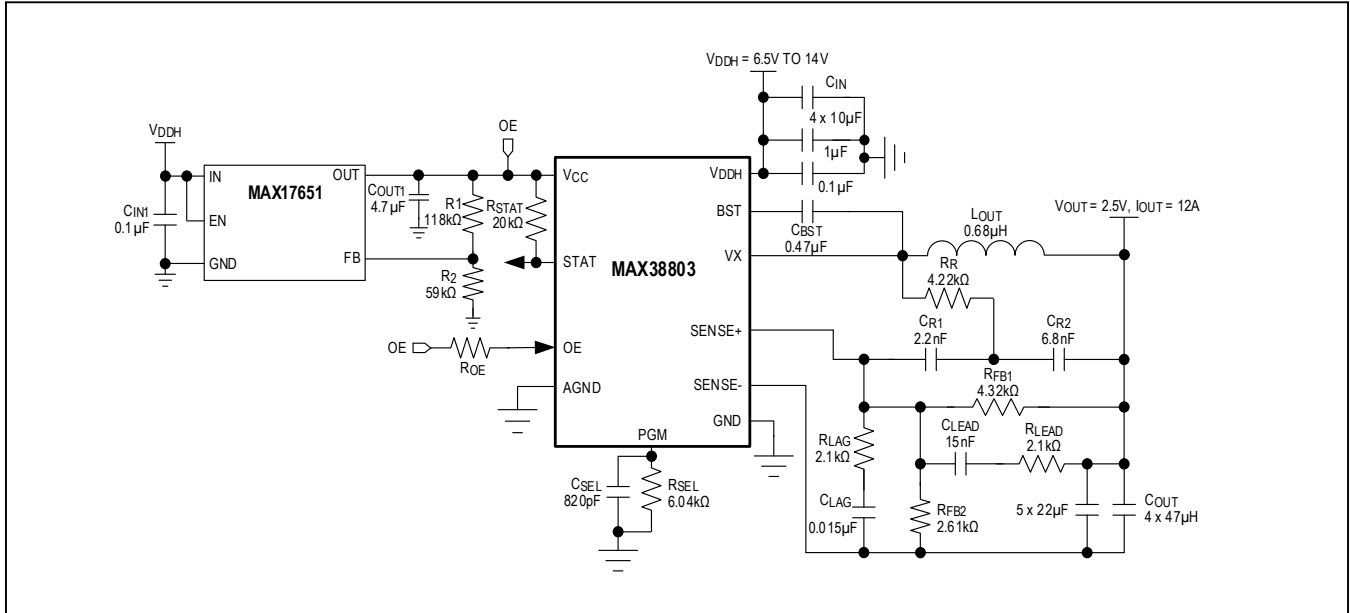 VDDH = 6.5V TO 14V
CIN
4 x 10µF
1µF
0.1µF
VDDH
CIN1
0.1µF
IN
EN
GND
MAX17651
OUT
FB
COUT1
4.7µF
R1
118kΩ
R2
59kΩ
OE
RSTAT
20kΩ
OE
ROE
VCC
STAT
OE
AGND
PGM
MAX38803
VDDH
BST
VX
SENSE+
SENSE-
GND
CSEL
820pF
RSEL
6.04kΩ
CBST
0.47µF
LOUT
0.68µH
VOUT = 2.5V, IOUT = 12A
RR
4.22kΩ
CR1
2.2nF
CR2
6.8nF
RFB1
4.32kΩ
CLEAD
15nF
RLEAD
2.1kΩ
RLAG
2.1kΩ
CLAG
0.015µF
RFB2
2.61kΩ
5 x 22µF
COUT
4 x 47µH